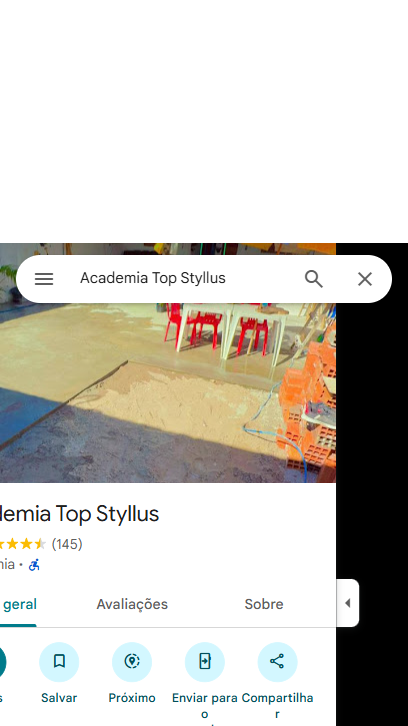 Academia Top Styllus
demia Top Styllus
(145)
nia •
geral
Avaliações
Sobre
s
Salvar
Próximo
Enviar para o
Compartilhar